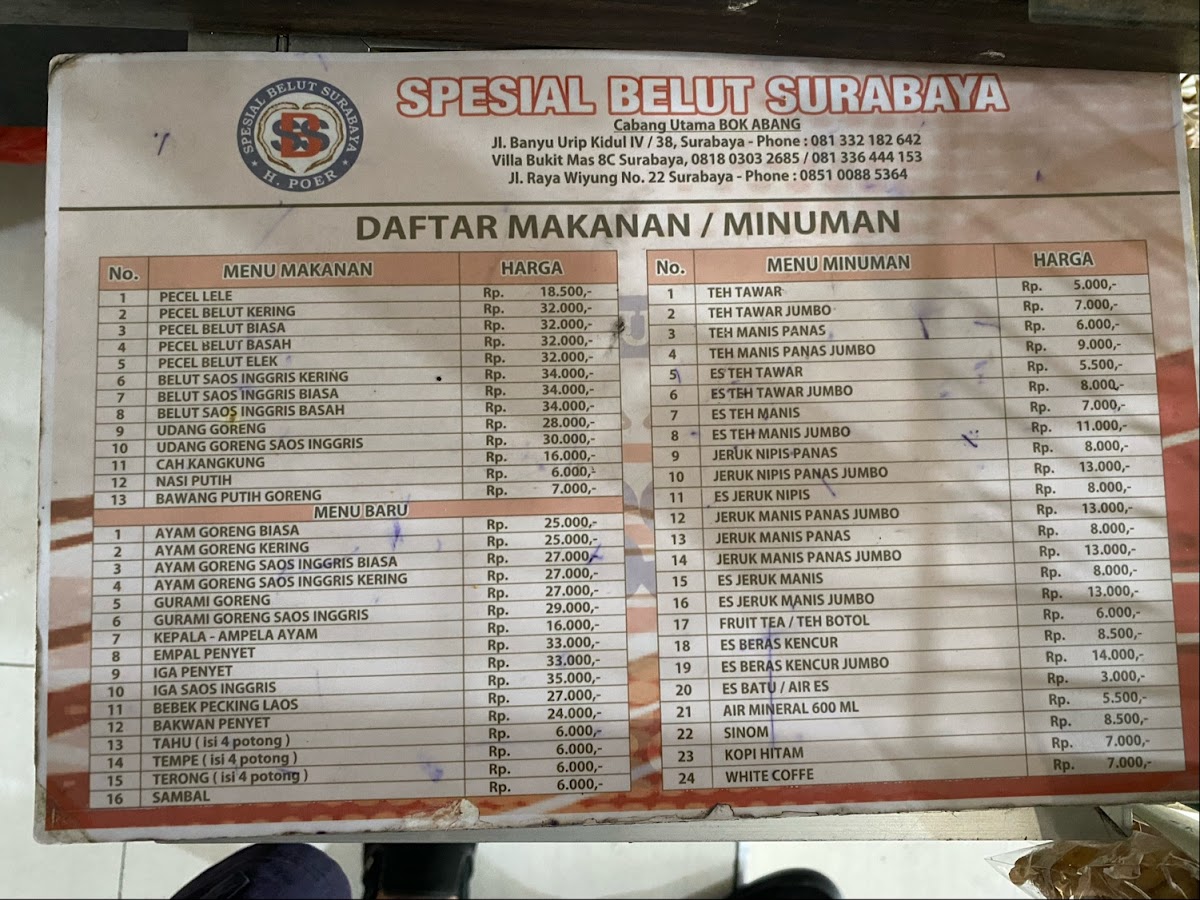 SPESIAL BELUT SURABAYA
H. POER
SBS
SPESIAL BELUT SURABAYA
Cabang Utama BOK ABANG
Jl. Banyu Urip Kidul IV / 38, Surabaya - Phone : 081 332 182 642
Villa Bukit Mas 8C Surabaya, 0818 0303 2685 / 081 336 444 153
Jl. Raya Wiyung No. 22 Surabaya - Phone : 0851 0088 5364
DAFTAR MAKANAN / MINUMAN
No. MENU MAKANAN HARGA
1 PECEL LELE Rp. 18.500,-
2 PECEL BELUT KERING Rp. 32.000,-
3 PECEL BELUT BIASA Rp. 32.000,-
4 PECEL BELUT BASAH Rp. 32.000,-
5 PECEL BELUT ELEK Rp. 32.000,-
6 BELUT SAOS INGGRIS KERING Rp. 34.000,-
7 BELUT SAOS INGGRIS BIASA Rp. 34.000,-
8 BELUT SAOS INGGRIS BASAH Rp. 34.000,-
9 UDANG GORENG Rp. 28.000,-
10 UDANG GORENG SAOS INGGRIS Rp. 30.000,-
11 CAH KANGKUNG Rp. 16.000,-
12 NASI PUTIH Rp. 6.000,-
13 BAWANG PUTIH GORENG Rp. 7.000,-
MENU BARU
1 AYAM GORENG BIASA Rp. 25.000,-
2 AYAM GORENG KERING Rp. 25.000,-
3 AYAM GORENG SAOS INGGRIS BIASA Rp. 27.000,-
4 AYAM GORENG SAOS INGGRIS KERING Rp. 27.000,-
5 GURAMI GORENG Rp. 27.000,-
6 GURAMI GORENG SAOS INGGRIS Rp. 29.000,-
7 KEPALA - AMPELA AYAM Rp. 16.000,-
8 EMPAL PENYET Rp. 33.000,-
9 IGA PENYET Rp. 33.000,-
10 IGA SAOS INGGRIS Rp. 35.000,-
11 BEBEK PECKING LAOS Rp. 27.000,-
12 BAKWAN PENYET Rp. 24.000,-
13 TAHU ( isi 4 potong ) Rp. 6.000,-
14 TEMPE ( isi 4 potong ) Rp. 6.000,-
15 TERONG ( isi 4 potong ) Rp. 6.000,-
16 SAMBAL Rp. 6.000,-
No. MENU MINUMAN HARGA
1 TEH TAWAR Rp. 5.000,-
2 TEH TAWAR JUMBO Rp. 7.000,-
3 TEH MANIS PANAS Rp. 6.000,-
4 TEH MANIS PANAS JUMBO Rp. 9.000,-
5 ES TEH TAWAR Rp. 5.500,-
6 ES TEH TAWAR JUMBO Rp. 8.000,-
7 ES TEH MANIS Rp. 7.000,-
8 ES TEH MANIS JUMBO Rp. 11.000,-
9 JERUK NIPIS PANAS Rp. 8.000,-
10 JERUK NIPIS PANAS JUMBO Rp. 13.000,-
11 ES JERUK NIPIS Rp. 8.000,-
12 JERUK MANIS PANAS JUMBO Rp. 13.000,-
13 JERUK MANIS PANAS Rp. 8.000,-
14 JERUK MANIS PANAS JUMBO Rp. 13.000,-
15 ES JERUK MANIS Rp. 8.000,-
16 ES JERUK MANIS JUMBO Rp. 13.000,-
17 FRUIT TEA / TEH BOTOL Rp. 6.000,-
18 ES BERAS KENCUR Rp. 8.500,-
19 ES BERAS KENCUR JUMBO Rp. 14.000,-
20 ES BATU / AIR ES Rp. 3.000,-
21 AIR MINERAL 600 ML Rp. 5.500,-
22 SINOM Rp. 8.500,-
23 KOPI HITAM Rp. 7.000,-
24 WHITE COFFE Rp. 7.000,-